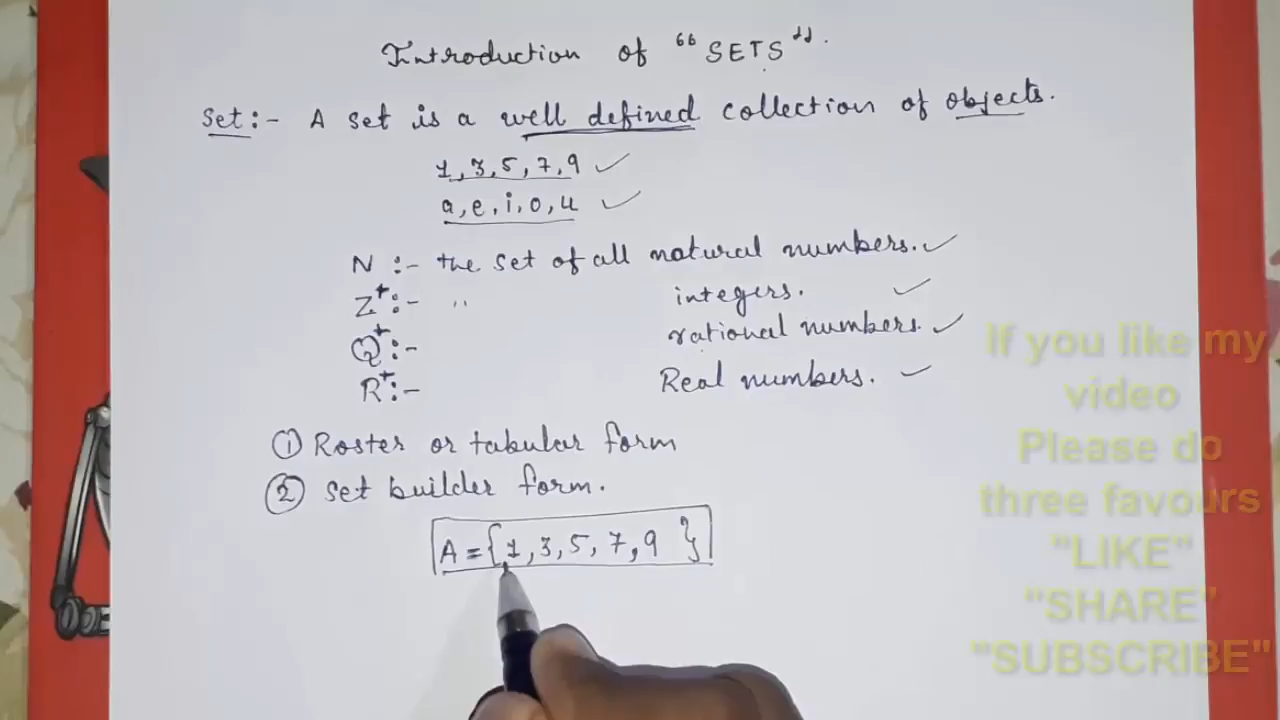 Introduction of "SETS".
Set :- A set is a well defined collection of objects.
1, 3, 5, 7, 9 ✓
a, e, i, o, u ✓
N :- the set of all natural numbers. ✓
Z⁺ :- " integers. ✓
Q⁺ :- rational numbers. ✓
R⁺ :- Real numbers. ✓
① Roster or tabular form
② Set builder form.
A = {1, 3, 5, 7, 9 }
If you like my
video
Please do
three favours
"LIKE"
"SHARE"
"SUBSCRIBE"